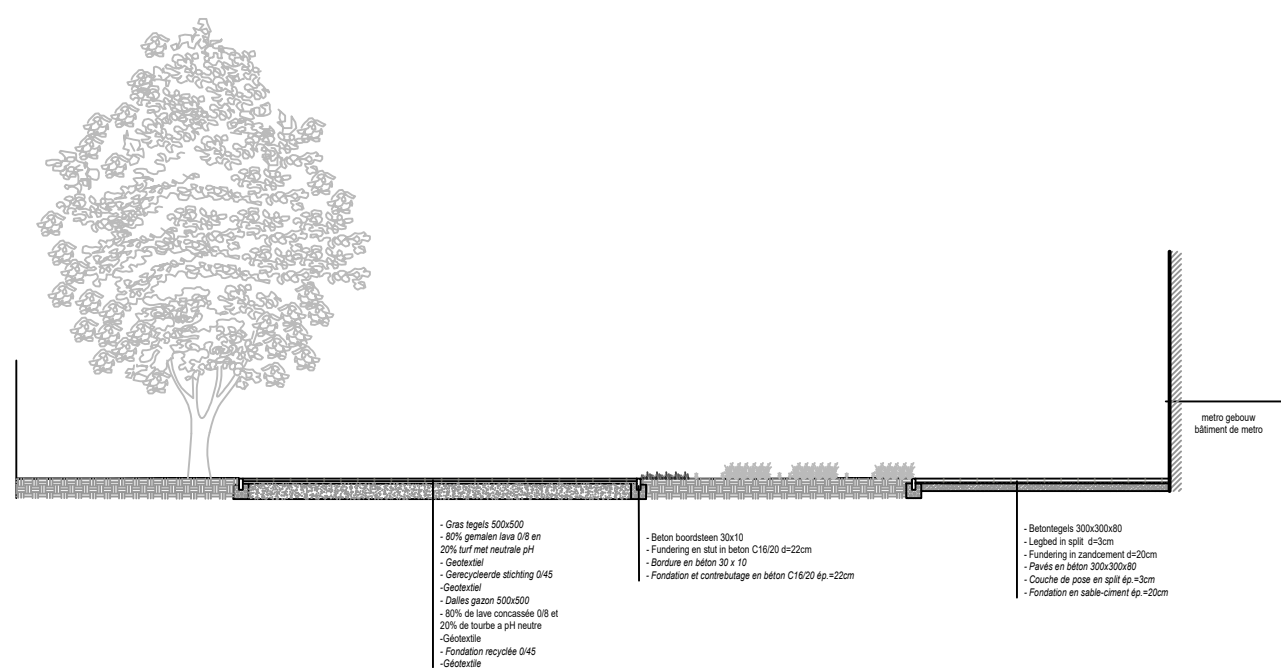 metro gebouw
bâtiment de metro
- Gras tegels 500x500
- 80% gemalen lava 0/8 en
20% turf met neutrale pH
- Geotextiel
- Gerecycleerde stichting 0/45
-Geotextiel
- Dalles gazon 500x500
- 80% de lave concassée 0/8 et
20% de tourbe a pH neutre
-Géotextile
- Fondation recyclée 0/45
-Géotextile
- Beton boordsteen 30x10
- Fundering en stut in beton C16/20 d=22cm
- Bordure en béton 30 x 10
- Fondation et contrebutage en béton C16/20 ép.=22cm
- Betontegels 300x300x80
- Legbed in split d=3cm
- Fundering in zandcement d=20cm
- Pavés en béton 300x300x80
- Couche de pose en split ép.=3cm
- Fondation en sable-ciment ép.=20cm